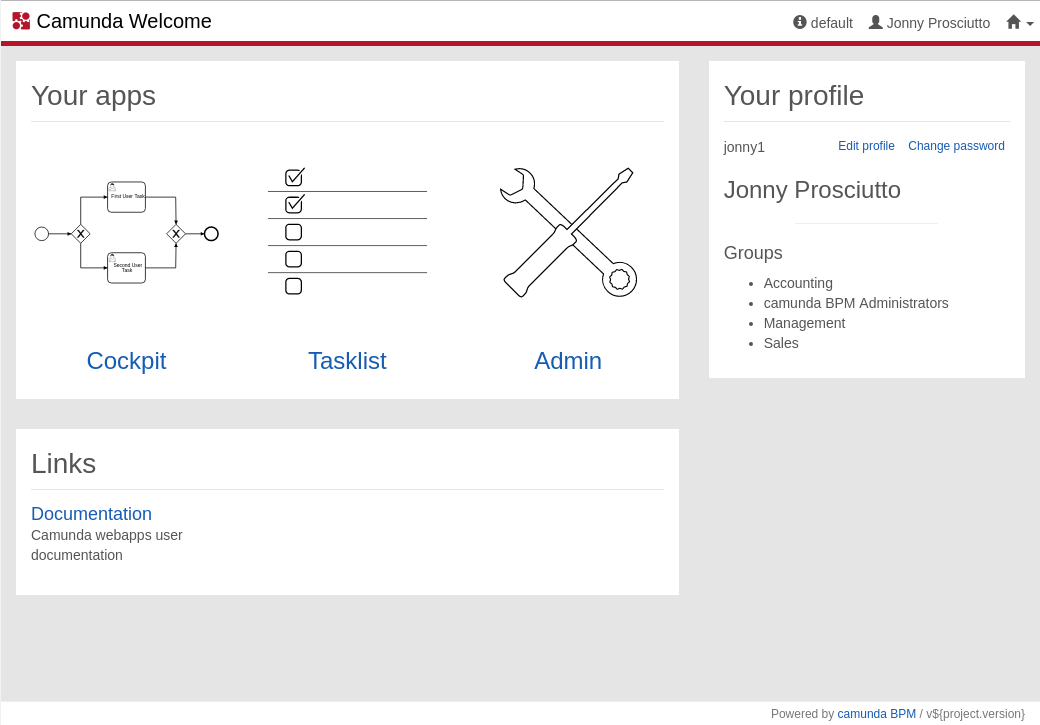 Camunda Welcome
default Jonny Prosciutto
Your apps
First User Task
Second User
Task
Cockpit Tasklist Admin
Your profile
jonny1 Edit profile Change password
Jonny Prosciutto
Groups
• Accounting
• camunda BPM Administrators
• Management
• Sales
Links
Documentation
Camunda webapps user
documentation
Powered by camunda BPM / v${project.version}